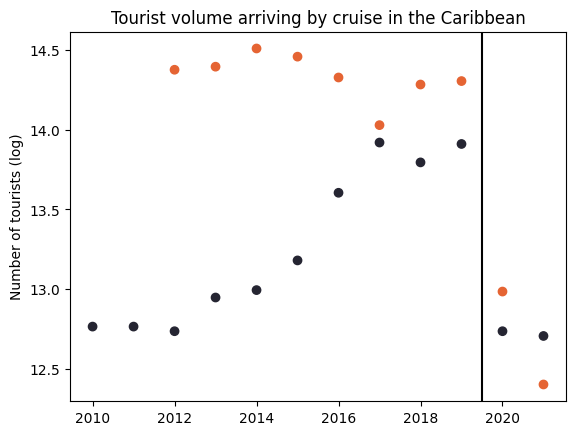 Tourist volume arriving by cruise in the Caribbean
Number of tourists (log)
14.5
14.0
13.5
13.0
12.5
2010 2012 2014 2016 2018 2020